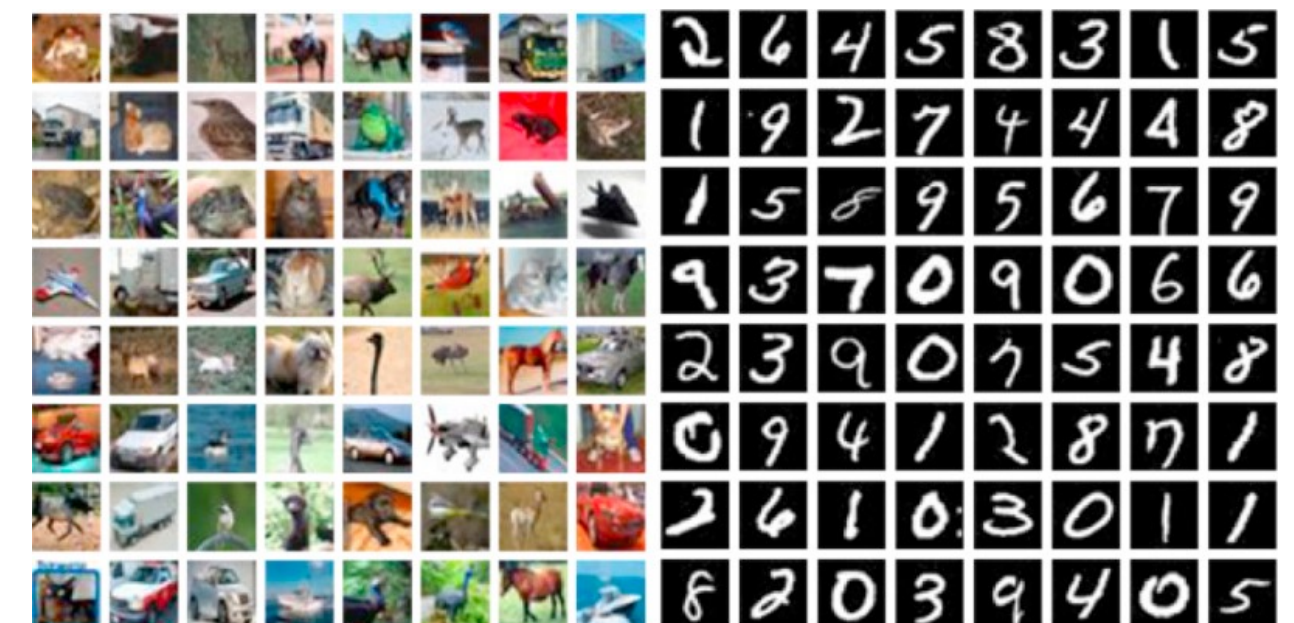 2 6 4 5 8 3 1 5
1 9 2 7 4 4 4 8
1 5 8 9 5 6 7 9
9 3 7 0 9 0 6 6
2 3 9 0 7 5 4 8
0 9 4 1 2 8 7 1
2 6 1 0: 3 0 1 1
8 2 0 3 9 4 0 5